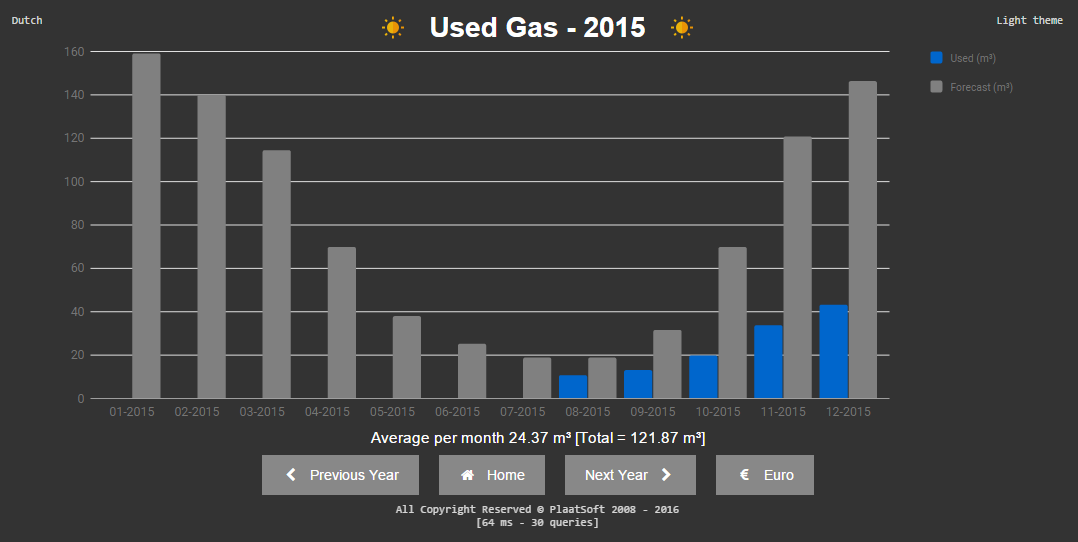 Dutch
Used Gas - 2015
Light theme
160
140
120
100
80
60
40
20
0
Used (m³)
Forecast (m³)
01-2015 02-2015 03-2015 04-2015 05-2015 06-2015 07-2015 08-2015 09-2015 10-2015 11-2015 12-2015
Average per month 24.37 m³ [Total = 121.87 m³]
Previous Year Home Next Year € Euro
All Copyright Reserved © PlaatSoft 2008 - 2016
[64 ms - 30 queries]